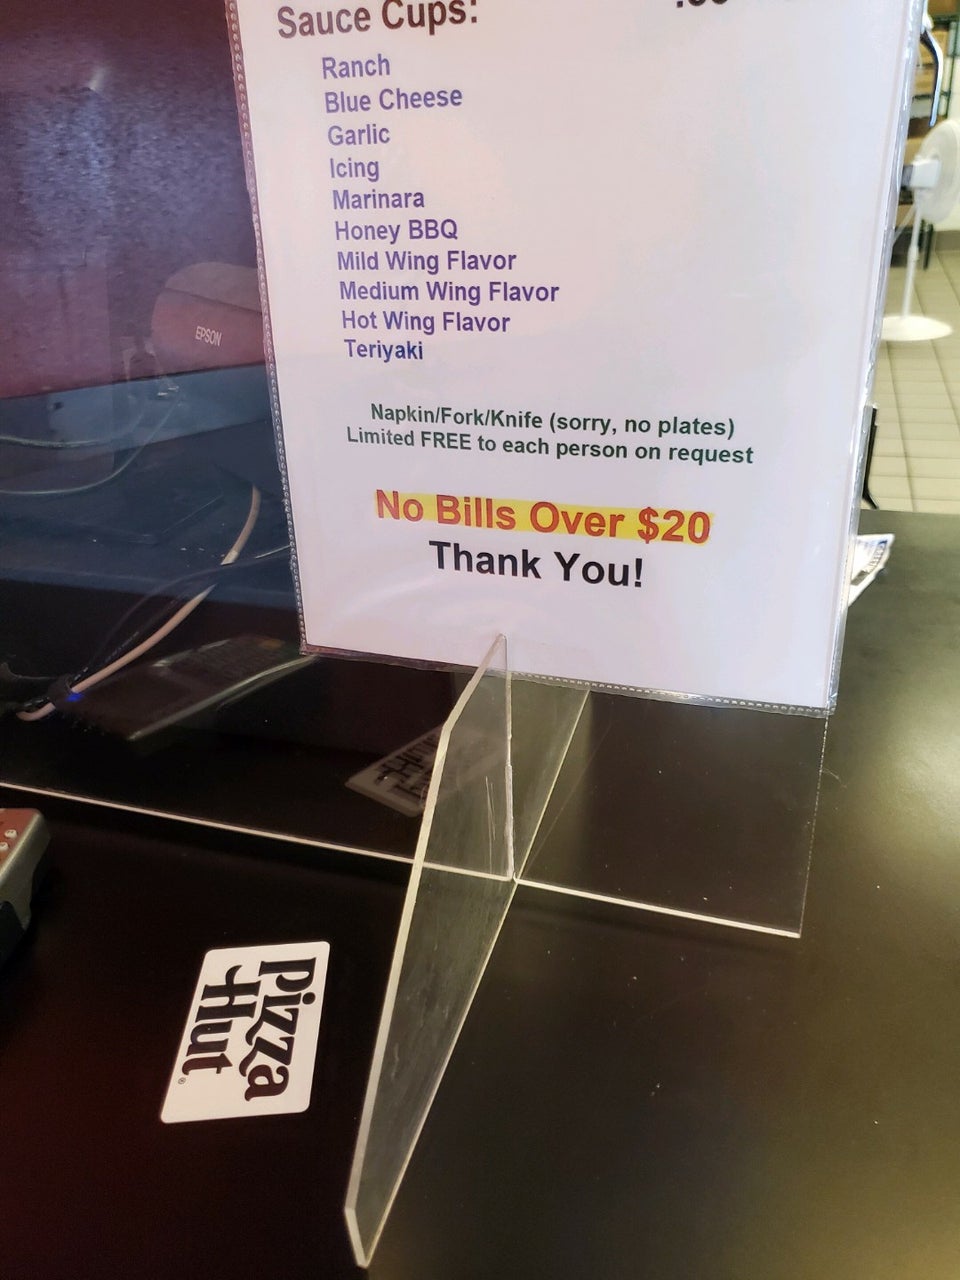 Sauce Cups:
Ranch
Blue Cheese
Garlic
Icing
Marinara
Honey BBQ
Mild Wing Flavor
Medium Wing Flavor
Hot Wing Flavor
Teriyaki
Napkin/Fork/Knife (sorry, no plates)
Limited FREE to each person on request
No Bills Over $20
Thank You!
EPSON
Pizza
Hut®